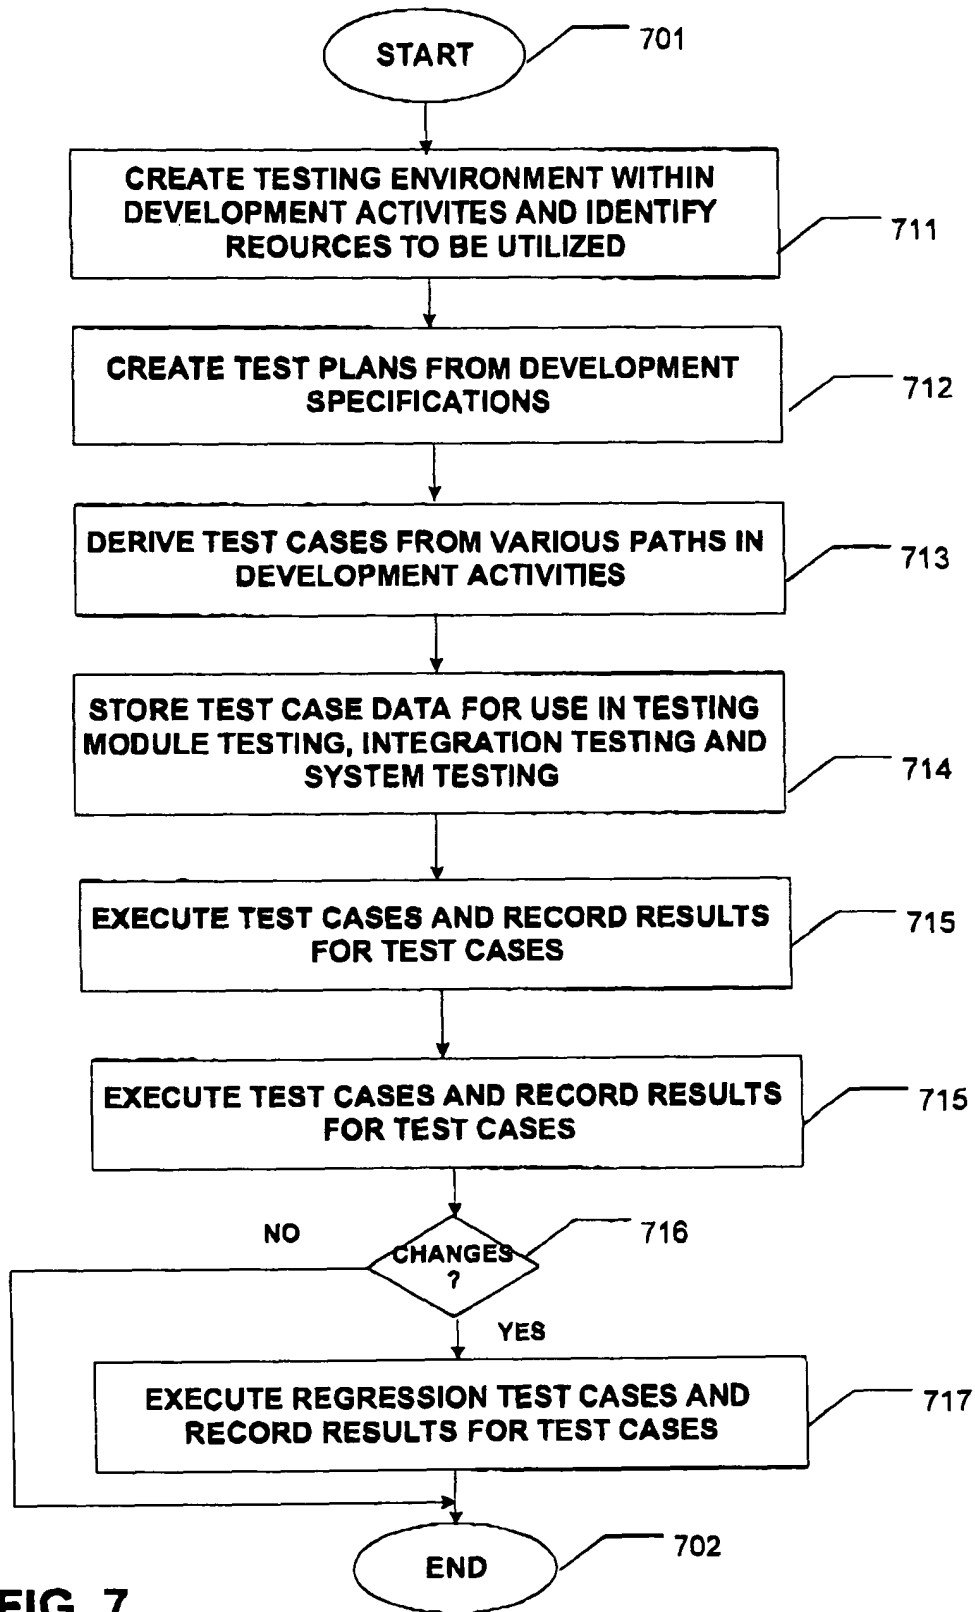 START
701
CREATE TESTING ENVIRONMENT WITHIN
DEVELOPMENT ACTIVITES AND IDENTIFY
REOURCES TO BE UTILIZED
711
CREATE TEST PLANS FROM DEVELOPMENT
SPECIFICATIONS
712
DERIVE TEST CASES FROM VARIOUS PATHS IN
DEVELOPMENT ACTIVITIES
713
STORE TEST CASE DATA FOR USE IN TESTING
MODULE TESTING, INTEGRATION TESTING AND
SYSTEM TESTING
714
EXECUTE TEST CASES AND RECORD RESULTS
FOR TEST CASES
715
EXECUTE TEST CASES AND RECORD RESULTS
FOR TEST CASES
715
NO
CHANGES
?
716
YES
EXECUTE REGRESSION TEST CASES AND
RECORD RESULTS FOR TEST CASES
717
END
702
FIG. 7